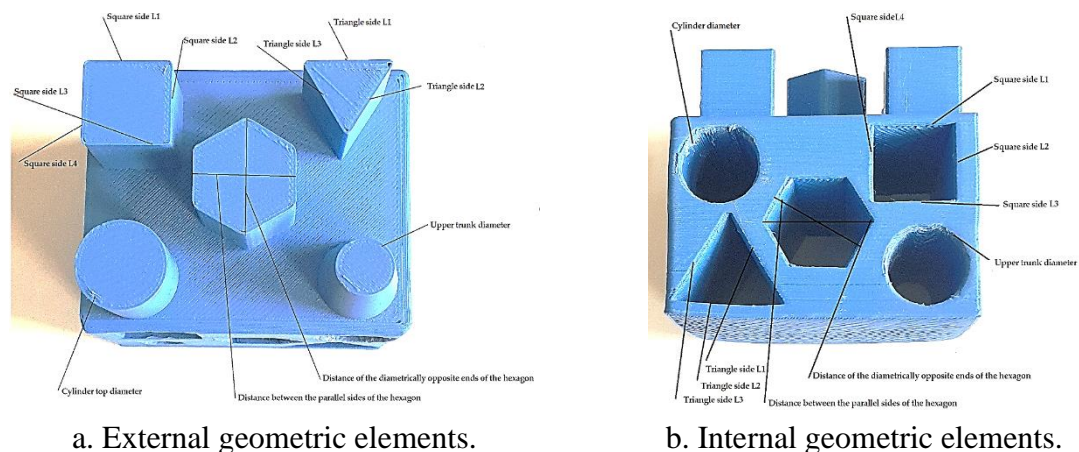 Square side L1
Square side L2
Square side L3
Square side L4
Triangle side L1
Triangle side L3
Triangle side L2
Upper trunk diameter
Distance of the diametrically opposite ends of the hexagon
Cylinder top diameter
Distance between the parallel sides of the hexagon
a. External geometric elements.
Square side L4
Cylinder diameter
Square side L1
Square side L2
Square side L3
Upper trunk diameter
Triangle side L1
Triangle side L2
Triangle side L3
Distance of the diametrically opposite ends of the hexagon
Distance between the parallel sides of the hexagon
b. Internal geometric elements.